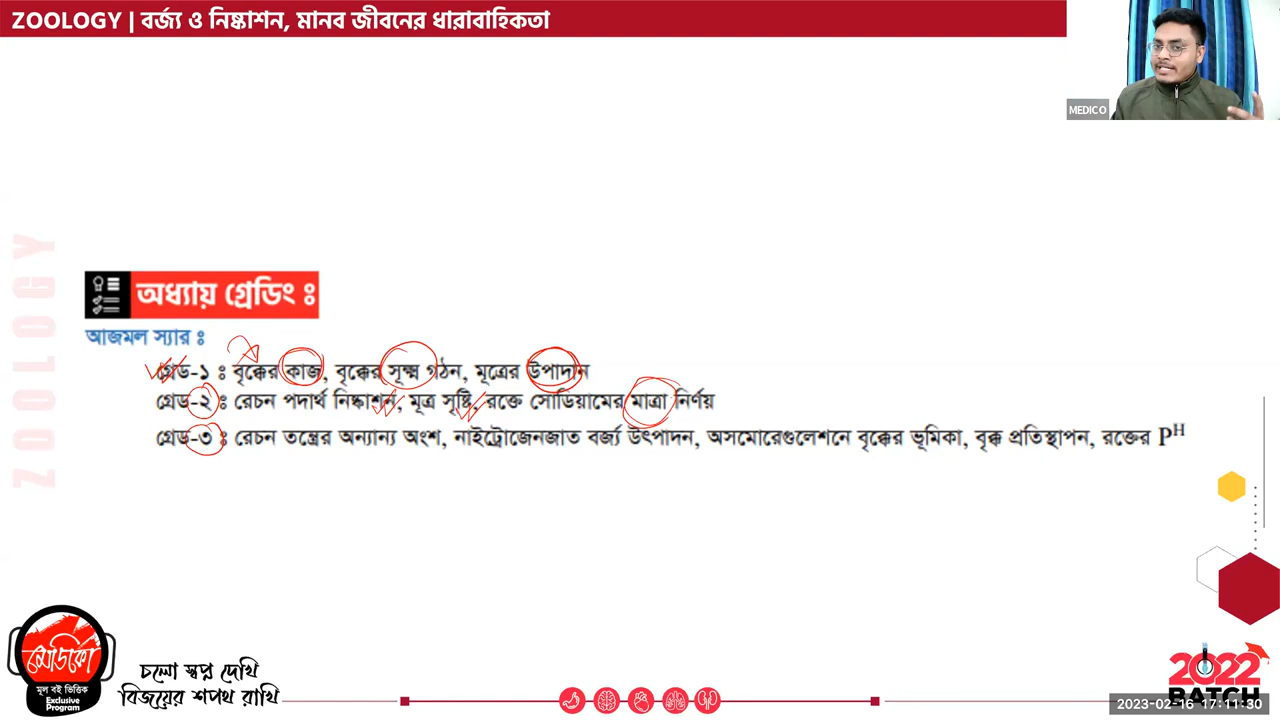 ZOOLOGY | বর্জ্য ও নিষ্কাশন, মানব জীবনের ধারাবাহিকতা
MEDICO
ZOOLOGY
অধ্যায় গ্রেডিং ঃ
আজমল স্যার ঃ
গ্রেড-১ ঃ বৃক্কের কাজ, বৃক্কের সূক্ষ্ম গঠন, মূত্রের উপাদান
গ্রেড-২ ঃ রেচন পদার্থ নিষ্কাশন, মূত্র সৃষ্টি, রক্তে সোডিয়ামের মাত্রা নির্ণয়
গ্রেড-৩ ঃ রেচন তন্ত্রের অন্যান্য অংশ, নাইট্রোজেনজাত বর্জ্য উৎপাদন, অসমোরেগুলেশনে বৃক্কের ভূমিকা, বৃক্ক প্রতিস্থাপন, রক্তের P^H
মেডিকো
মূল বই ভিত্তিক
Exclusive
Program
চলো স্বপ্ন দেখি
বিজয়ের শপথ রাখি
2022
BATCH
2023-02-16 17:11:30